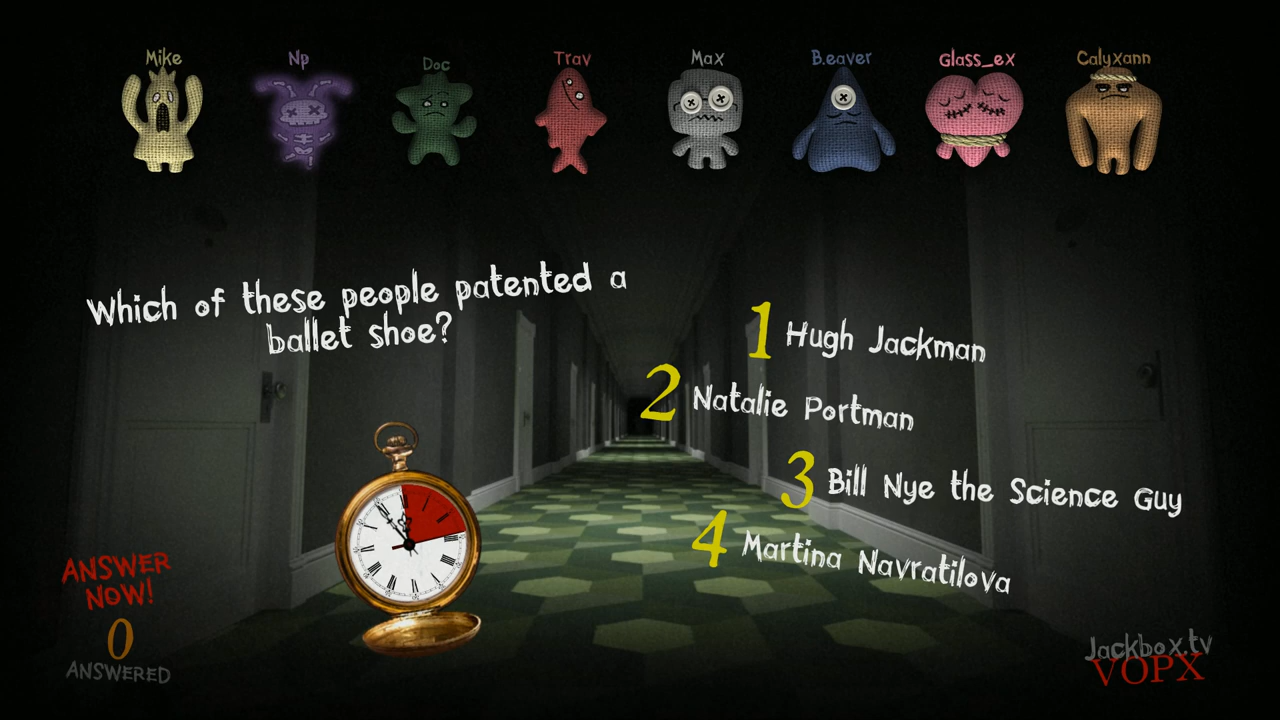 Mike
Np
Doc
Trav
Max
B.eaver
Glass_ex
Calyxann
Which of these people patented a
ballet shoe?
1 Hugh Jackman
2 Natalie Portman
3 Bill Nye the Science Guy
4 Martina Navratilova
ANSWER
NOW!
0
ANSWERED
Jackbox.tv
VOPX